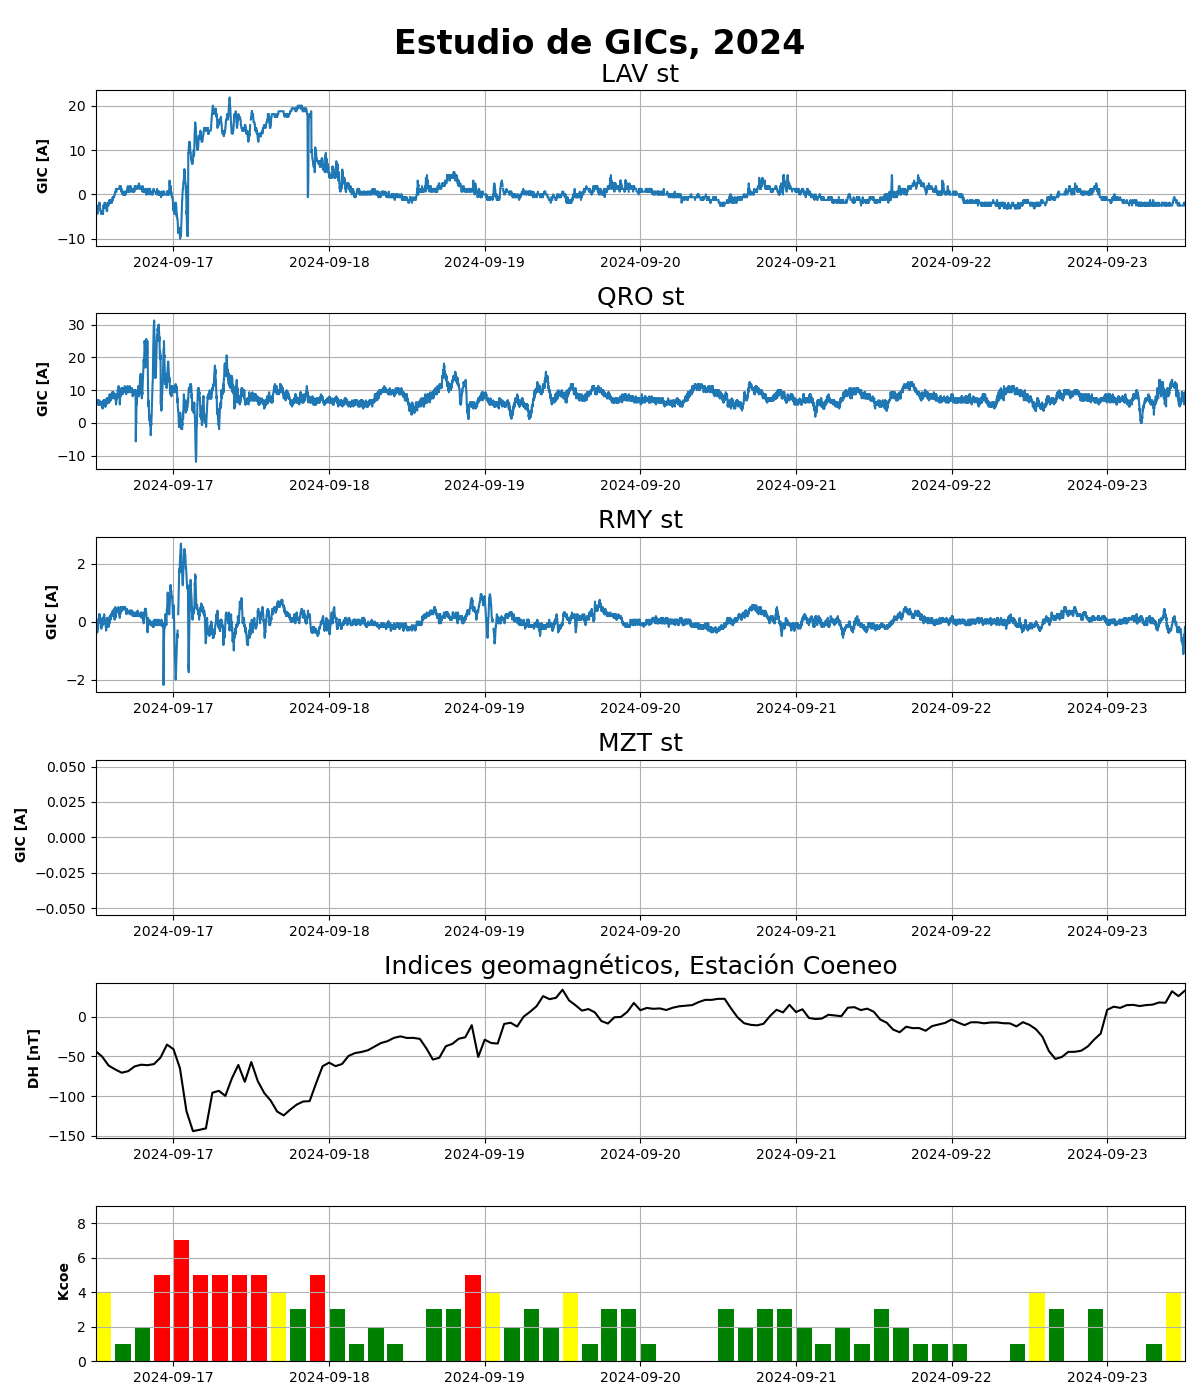 Estudio de GICs, 2024
LAV st
GIC [A]
20
10
0
−10
2024-09-17 2024-09-18 2024-09-19 2024-09-20 2024-09-21 2024-09-22 2024-09-23
QRO st
GIC [A]
30
20
10
0
−10
2024-09-17 2024-09-18 2024-09-19 2024-09-20 2024-09-21 2024-09-22 2024-09-23
RMY st
GIC [A]
2
0
−2
2024-09-17 2024-09-18 2024-09-19 2024-09-20 2024-09-21 2024-09-22 2024-09-23
MZT st
GIC [A]
0.050
0.025
0.000
−0.025
−0.050
2024-09-17 2024-09-18 2024-09-19 2024-09-20 2024-09-21 2024-09-22 2024-09-23
Indices geomagnéticos, Estación Coeneo
DH [nT]
0
−50
−100
−150
2024-09-17 2024-09-18 2024-09-19 2024-09-20 2024-09-21 2024-09-22 2024-09-23
Kcoe
8
6
4
2
0
2024-09-17 2024-09-18 2024-09-19 2024-09-20 2024-09-21 2024-09-22 2024-09-23